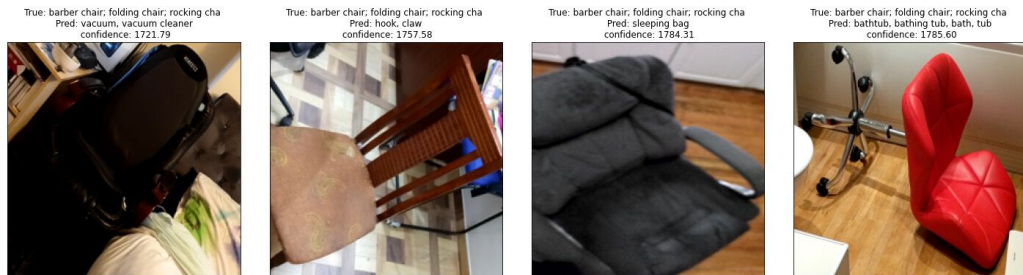 True: barber chair; folding chair; rocking cha
Pred: vacuum, vacuum cleaner
confidence: 1721.79
True: barber chair; folding chair; rocking cha
Pred: hook, claw
confidence: 1757.58
True: barber chair; folding chair; rocking cha
Pred: sleeping bag
confidence: 1784.31
True: barber chair; folding chair; rocking cha
Pred: bathtub, bathing tub, bath, tub
confidence: 1785.60